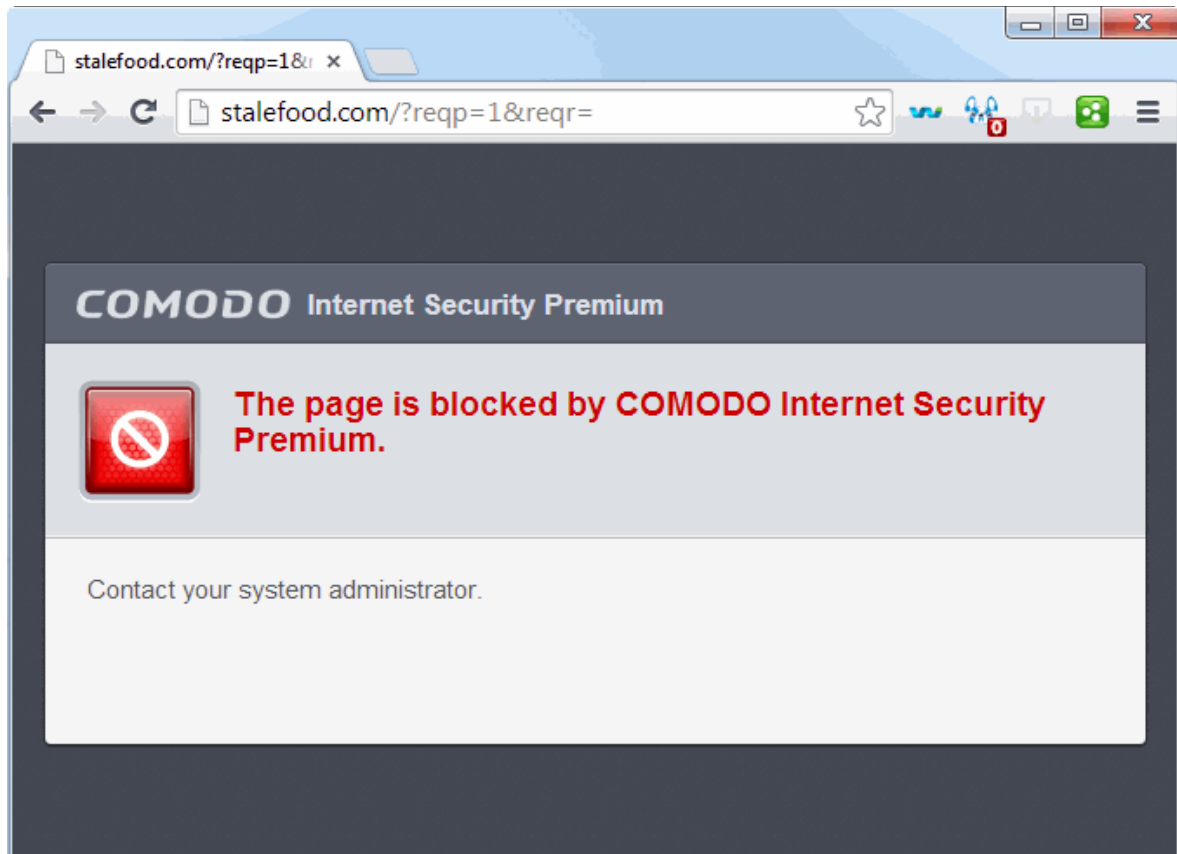 stalefood.com/?reqp=1&r
stalefood.com/?reqp=1&reqr=
0
COMODO Internet Security Premium
The page is blocked by COMODO Internet Security
Premium.
Contact your system administrator.